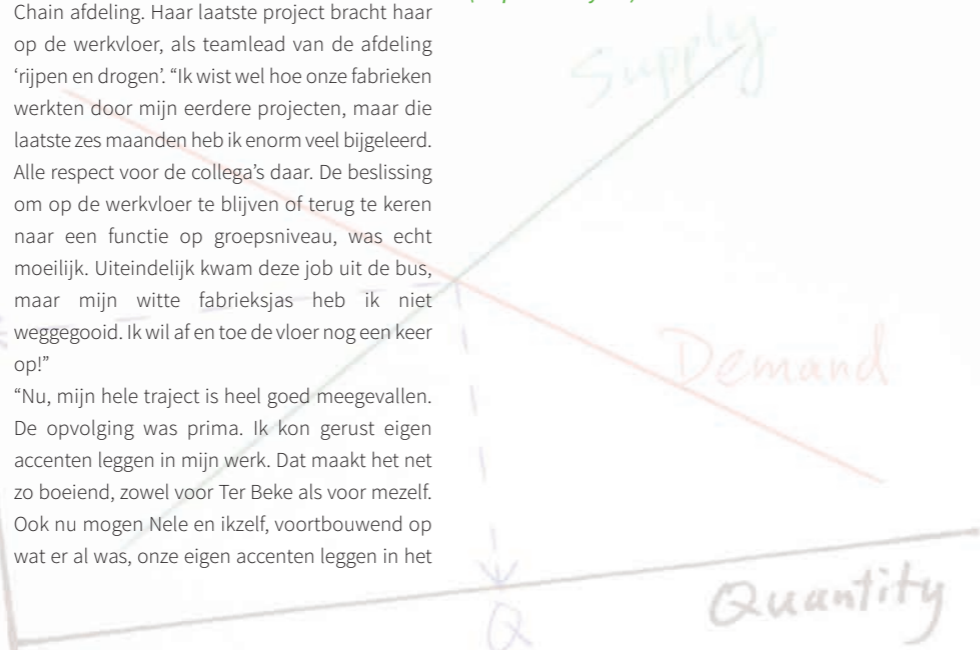 Chain afdeling. Haar laatste project bracht haar
op de werkvloer, als teamlead van de afdeling
‘rijpen en drogen’. “Ik wist wel hoe onze fabrieken
werkten door mijn eerdere projecten, maar die
laatste zes maanden heb ik enorm veel bijgeleerd.
Alle respect voor de collega’s daar. De beslissing
om op de werkvloer te blijven of terug te keren
naar een functie op groepsniveau, was echt
moeilijk. Uiteindelijk kwam deze job uit de bus,
maar mijn witte fabrieksjas heb ik niet
weggegooid. Ik wil af en toe de vloer nog een keer
op!”
“Nu, mijn hele traject is heel goed meegevallen.
De opvolging was prima. Ik kon gerust eigen
accenten leggen in mijn werk. Dat maakt het net
zo boeiend, zowel voor Ter Beke als voor mezelf.
Ook nu mogen Nele en ikzelf, voortbouwend op
wat er al was, onze eigen accenten leggen in het
Supply
Demand
Quantity
Q